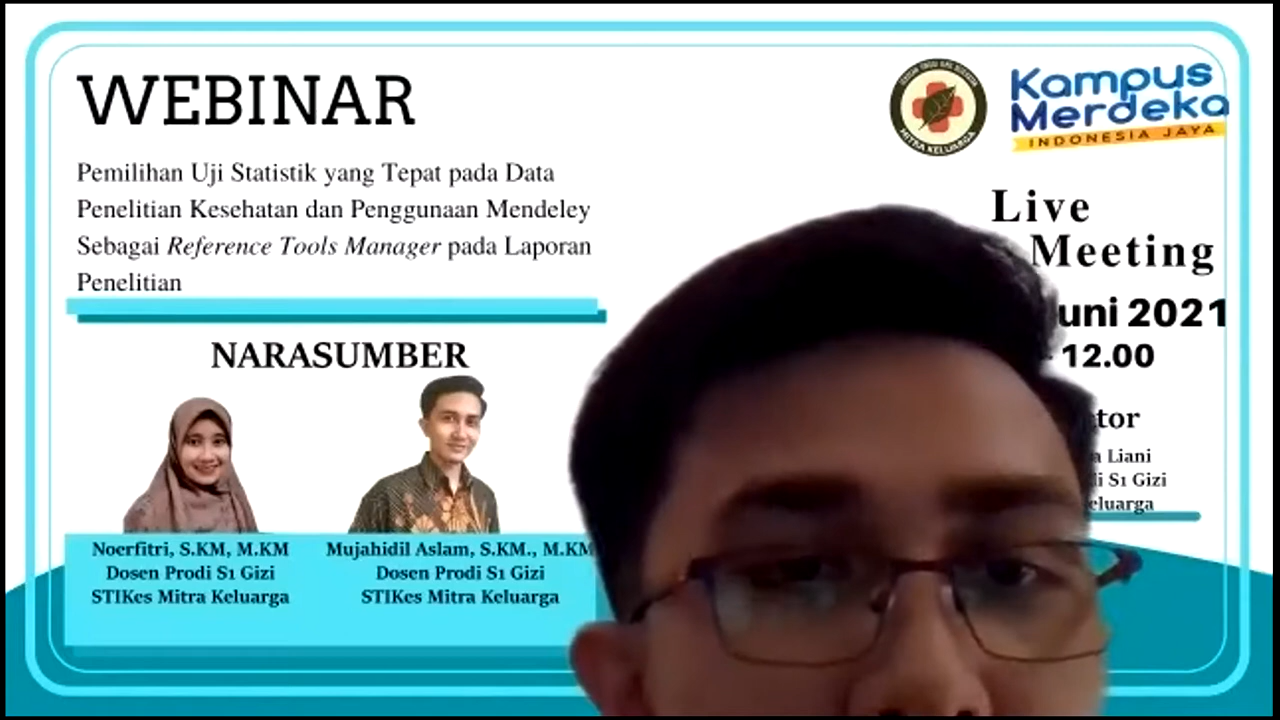 WEBINAR
Pemilihan Uji Statistik yang Tepat pada Data
Penelitian Kesehatan dan Penggunaan Mendeley
Sebagai Reference Tools Manager pada Laporan
Penelitian
NARASUMBER
Noerfitri, S.KM, M.KM
Dosen Prodi S1 Gizi
STIKes Mitra Keluarga
Mujahidil Aslam, S.KM., M.KM
Dosen Prodi S1 Gizi
STIKes Mitra Keluarga
MITRA KELUARGA
Kampus
Merdeka
INDONESIA JAYA
Live
Meeting
uni 2021
12.00
tor
a Liani
S1 Gizi
eluarga